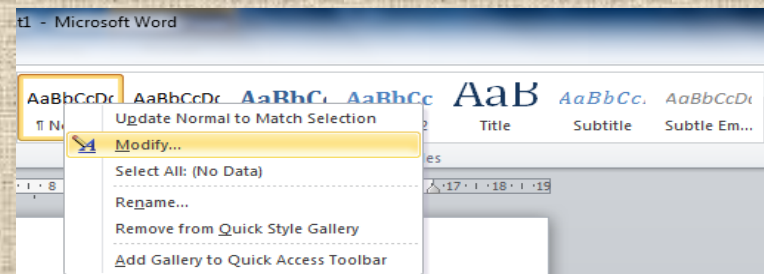 t1 - Microsoft Word
AaBbCcDc AaBbCcDc AaBbC AaBbCc AaB AaBbCc. AaBbCcDc
¶ N 2 Title Subtitle Subtle Em...
Update Normal to Match Selection
Modify...
es
Select All: (No Data)
8 17 18 19
Rename...
Remove from Quick Style Gallery
Add Gallery to Quick Access Toolbar